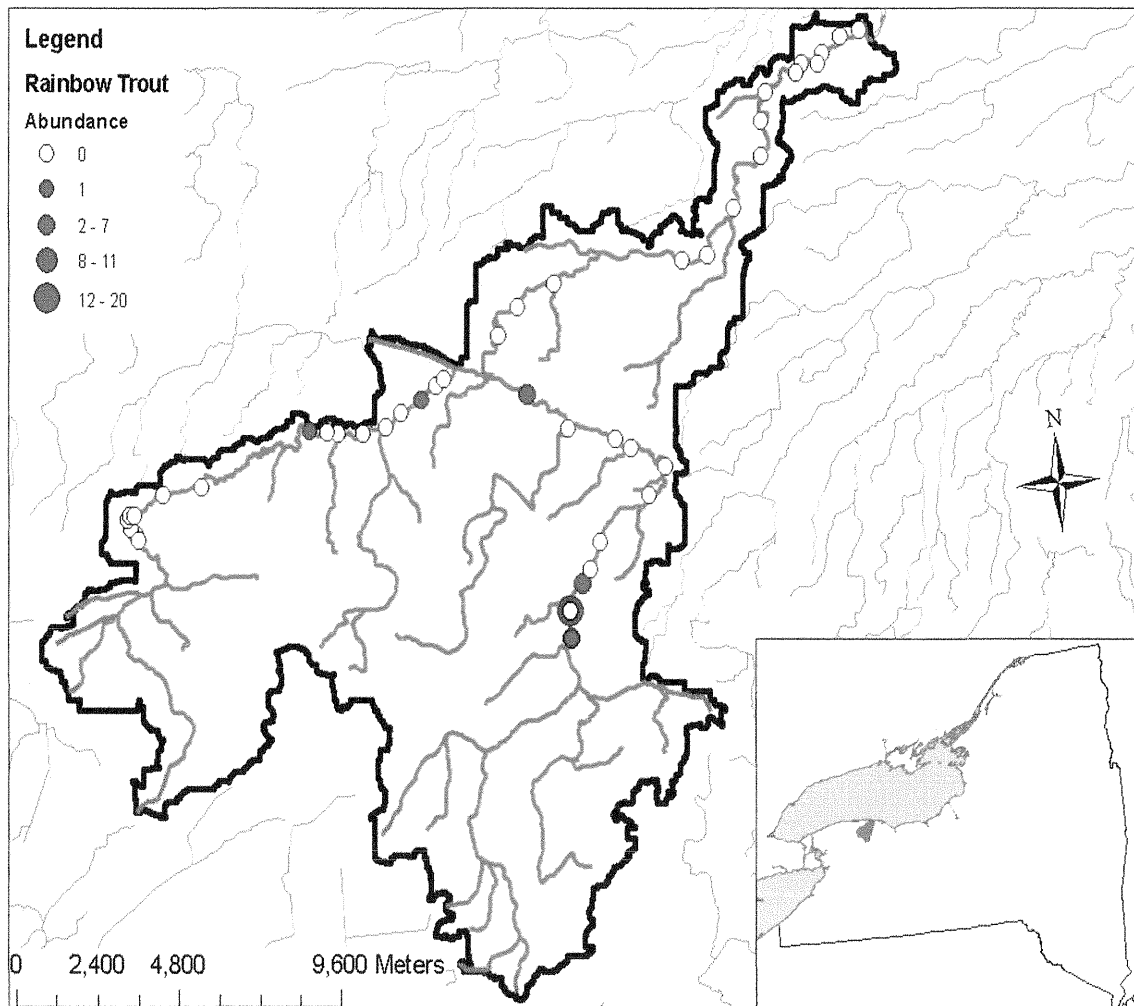 Legend
Rainbow Trout
Abundance
0
1
2 - 7
8 - 11
12 - 20
N
0 2,400 4,800 9,600 Meters